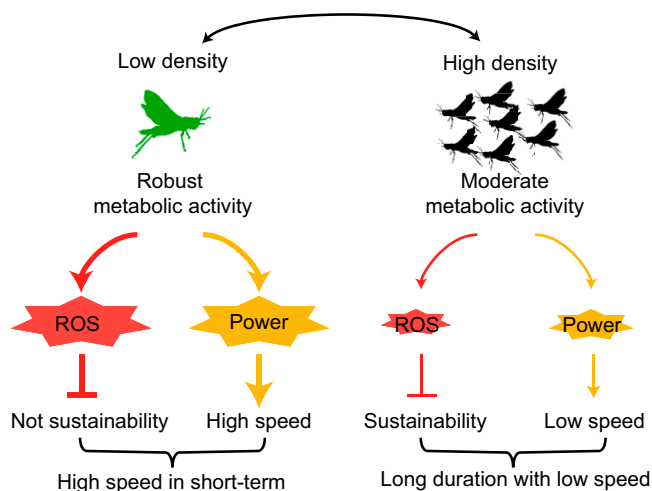 Low density
High density
Robust
metabolic activity
Moderate
metabolic activity
ROS
Power
ROS
Power
Not sustainability
High speed
Sustainability
Low speed
High speed in short-term
Long duration with low speed